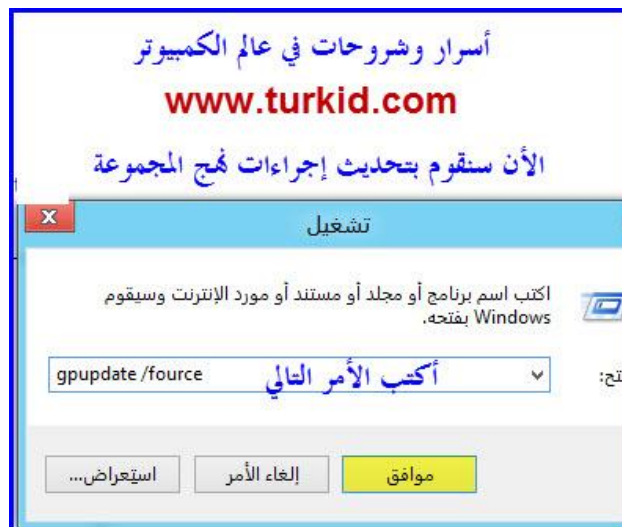 أسرار وشروحات في عالم الكمبيوتر
www.turkid.com
الأن سنقوم بتحديث إجراءات نهج المجموعة
تشغيل
اكتب اسم برنامج أو مجلد أو مستند أو مورد الإنترنت وسيقوم
Windows بفتحه.
تح: gpupdate /fource أكتب الأمر التالي
موافق إلغاء الأمر استعراض...